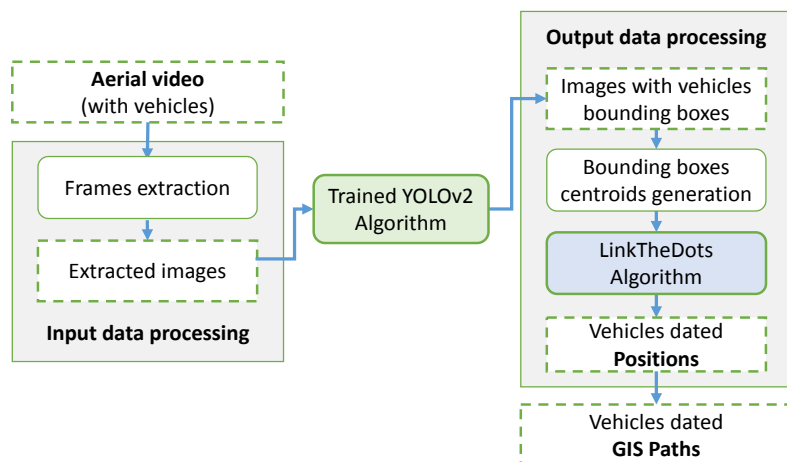 Aerial video
(with vehicles)
Frames extraction
Extracted images
Input data processing
Trained YOLOv2
Algorithm
Output data processing
Images with vehicles
bounding boxes
Bounding boxes
centroids generation
LinkTheDots
Algorithm
Vehicles dated
Positions
Vehicles dated
GIS Paths